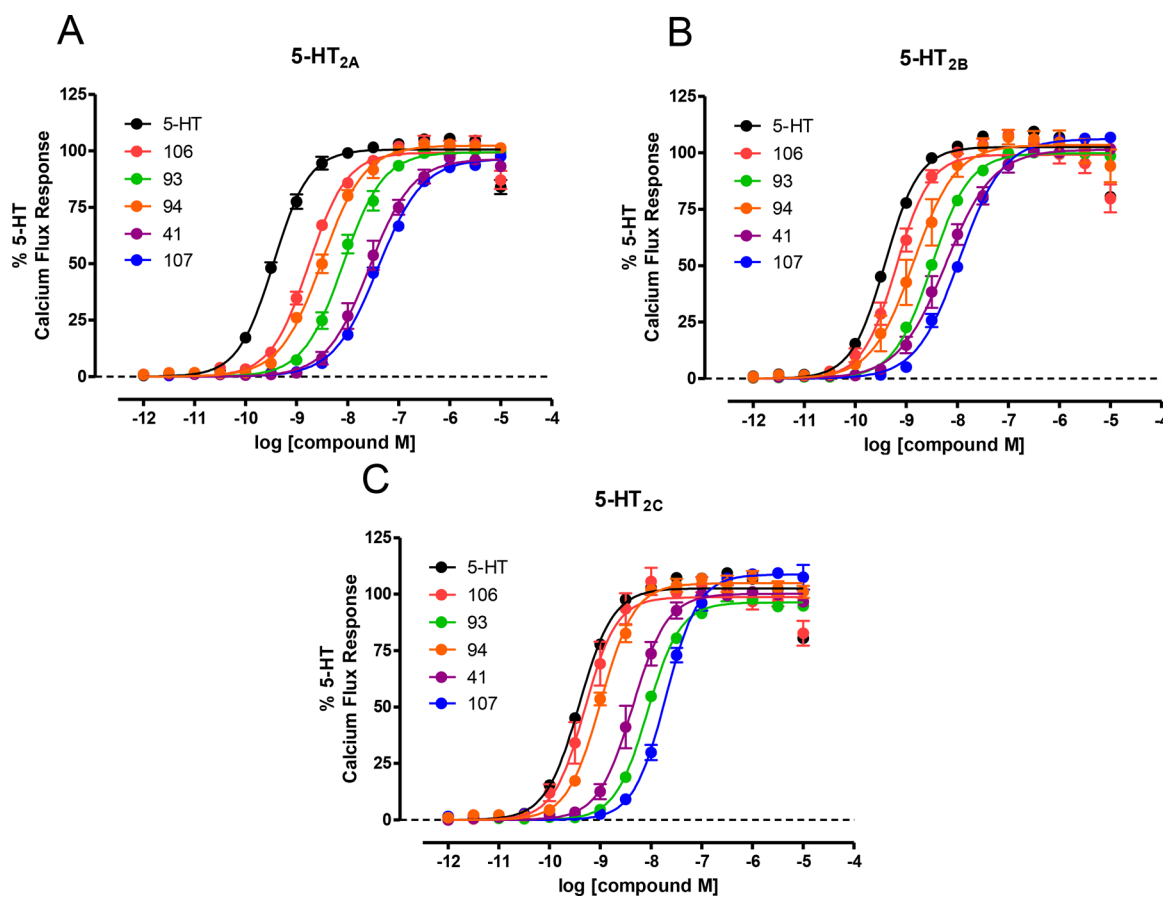 A
5-HT2A
% 5-HT
Calcium Flux Response
125
100
75
50
25
0
5-HT
106
93
94
41
107
-12 -11 -10 -9 -8 -7 -6 -5 -4
log [compound M]
B
5-HT2B
% 5-HT
Calcium Flux Response
125
100
75
50
25
0
5-HT
106
93
94
41
107
-12 -11 -10 -9 -8 -7 -6 -5 -4
log [compound M]
C
5-HT2C
% 5-HT
Calcium Flux Response
125
100
75
50
25
0
5-HT
106
93
94
41
107
-12 -11 -10 -9 -8 -7 -6 -5 -4
log [compound M]